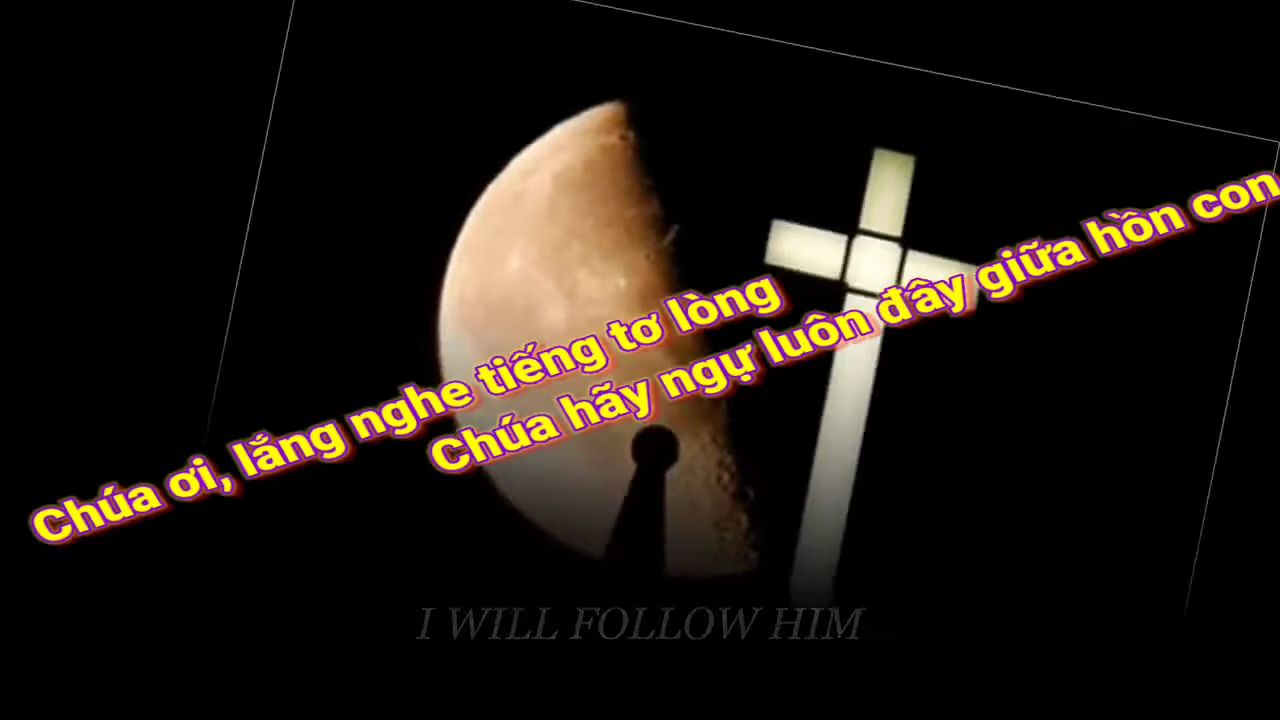 Chúa ơi, lắng nghe tiếng tơ lòng
Chúa hãy ngự luôn đây giữa hồn con
I WILL FOLLOW HIM